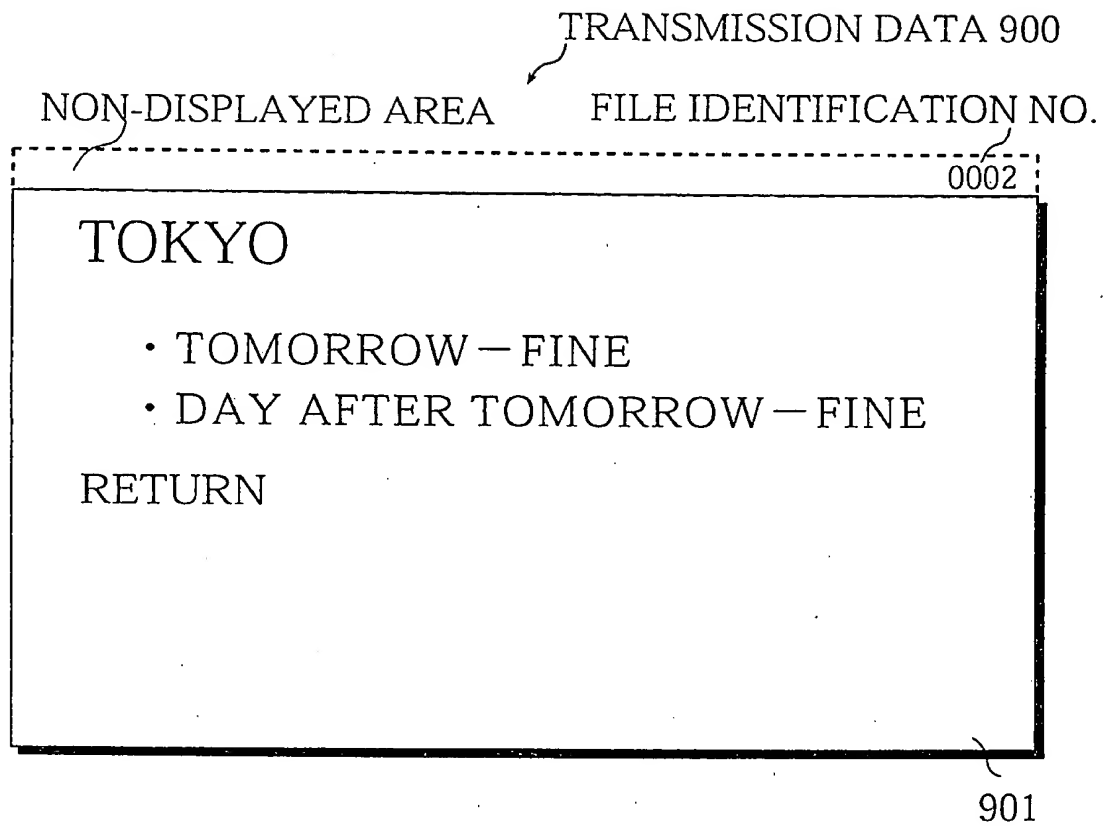 TRANSMISSION DATA 900
NON-DISPLAYED AREA FILE IDENTIFICATION NO.
0002
TOKYO
・TOMORROW－FINE
・DAY AFTER TOMORROW－FINE
RETURN
901